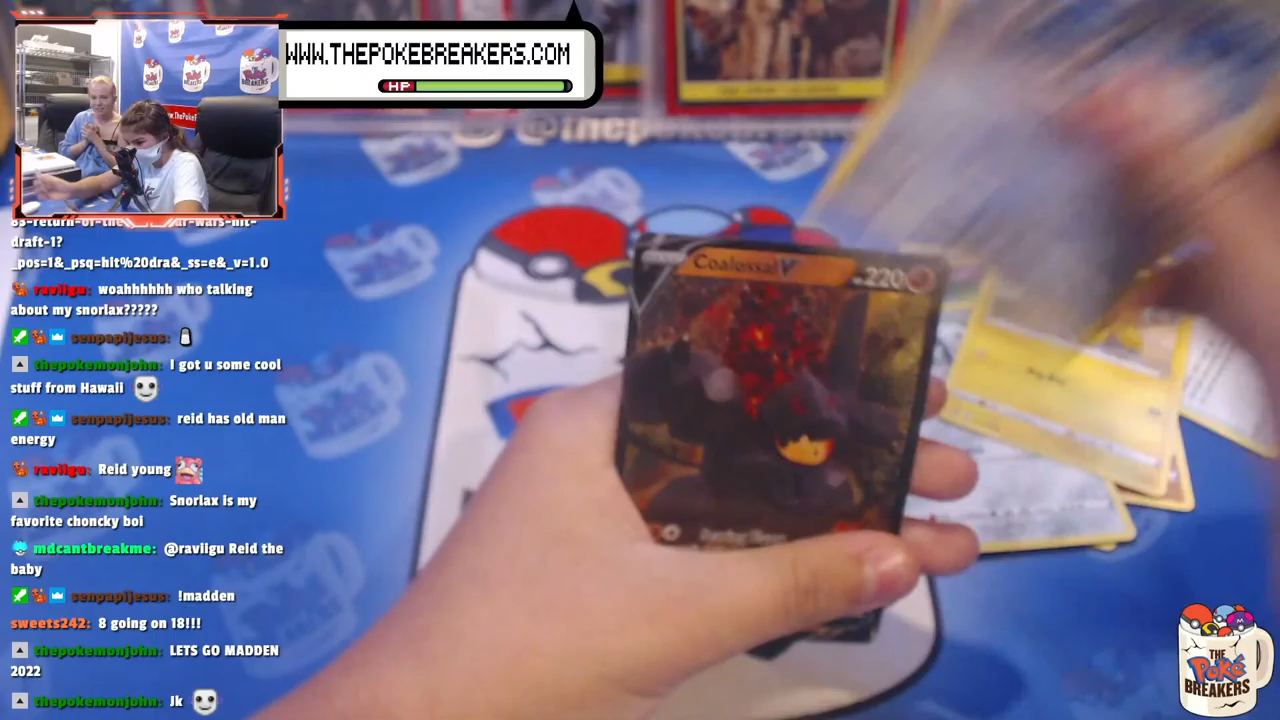 WWW.THEPOKEBREAKERS.COM
HP
@thepokebreak
Coalossal V
220
draft-1?
_pos=1&_psq=hit%20dra&_ss=e&_v=1.0
raviigu: woahhhhhh who talking
about my snorlax?????
senpapijesus:
thepokemonjohn: I got u some cool
stuff from Hawaii
senpapijesus: reid has old man
energy
raviigu: Reid young
thepokemonjohn: Snorlax is my
favorite choncky boi
mdcantbreakme: @raviigu Reid the
baby
senpapijesus: !madden
sweets242: 8 going on 18!!!
thepokemonjohn: LETS GO MADDEN
2022
thepokemonjohn: Jk
THE
Poké
BREAKERS